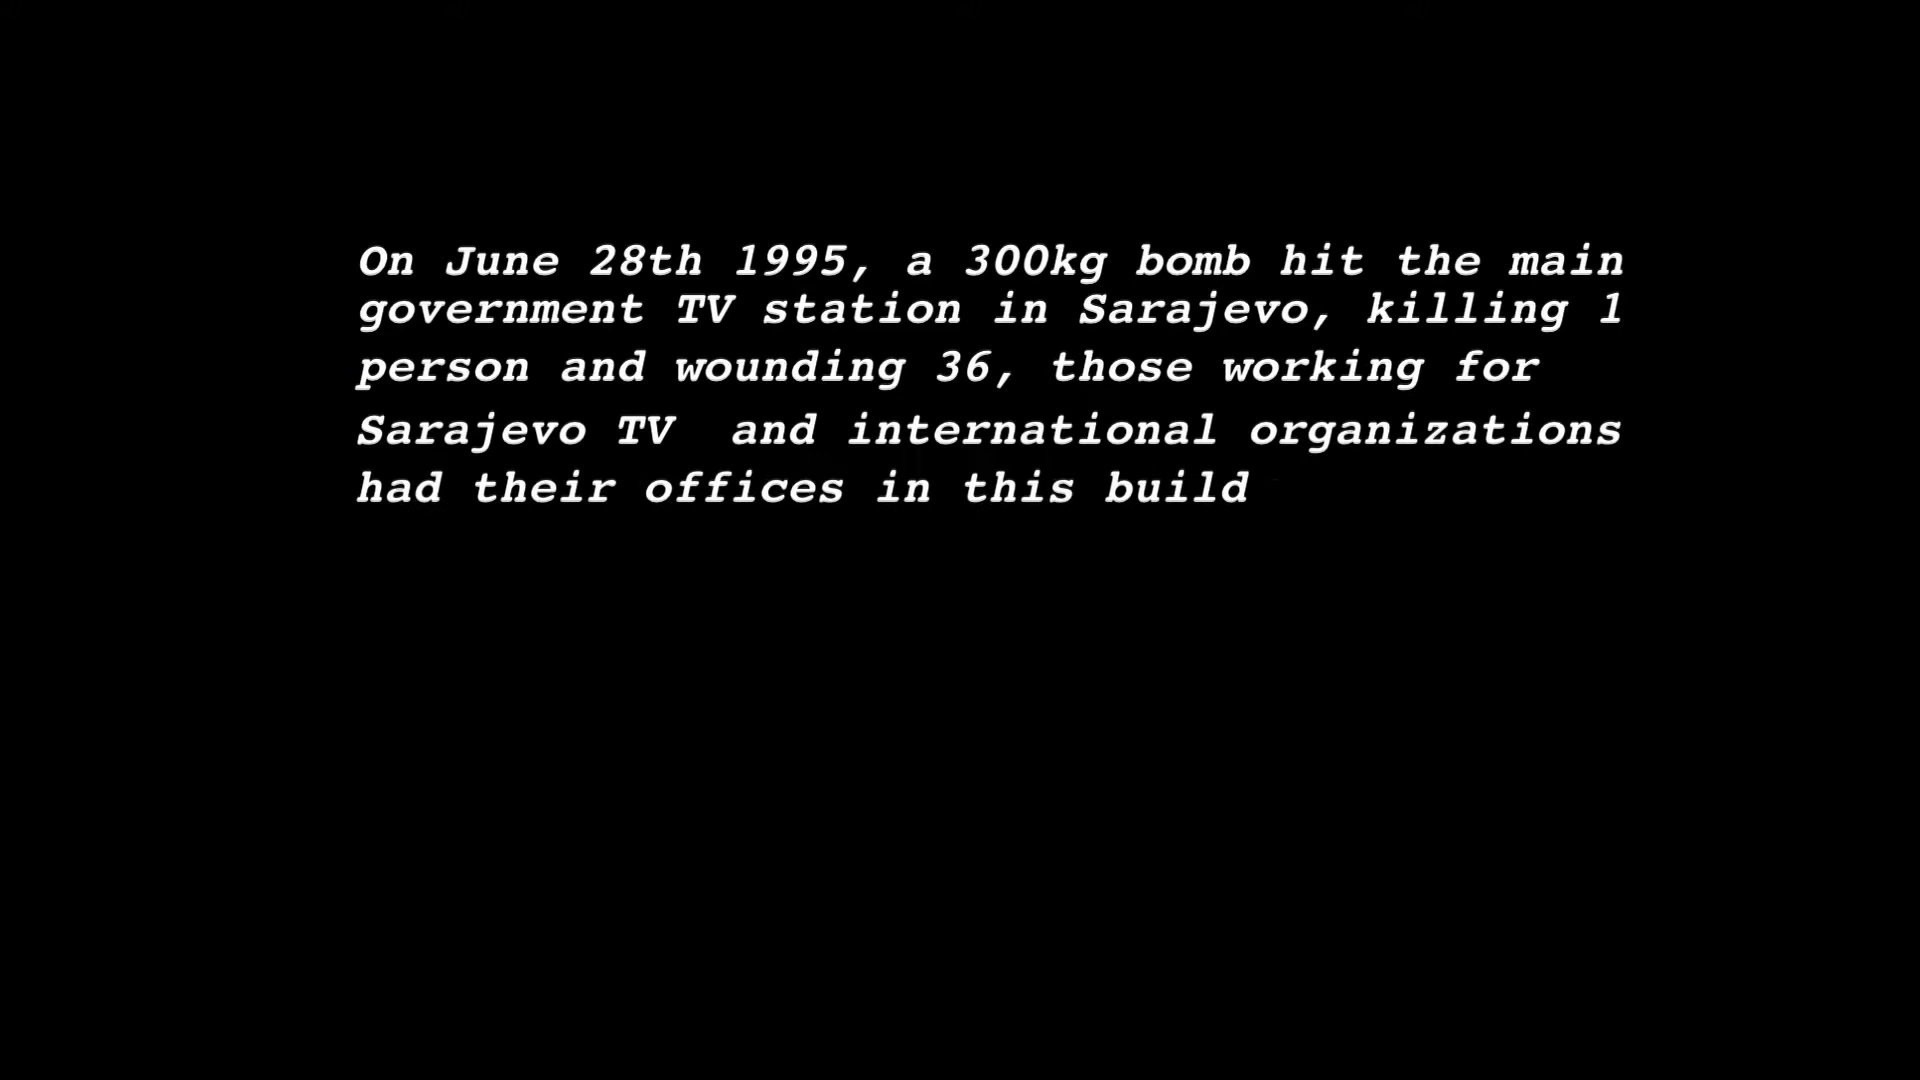 On June 28th 1995, a 300kg bomb hit the main
government TV station in Sarajevo, killing 1
person and wounding 36, those working for
Sarajevo TV  and international organizations
had their offices in this build